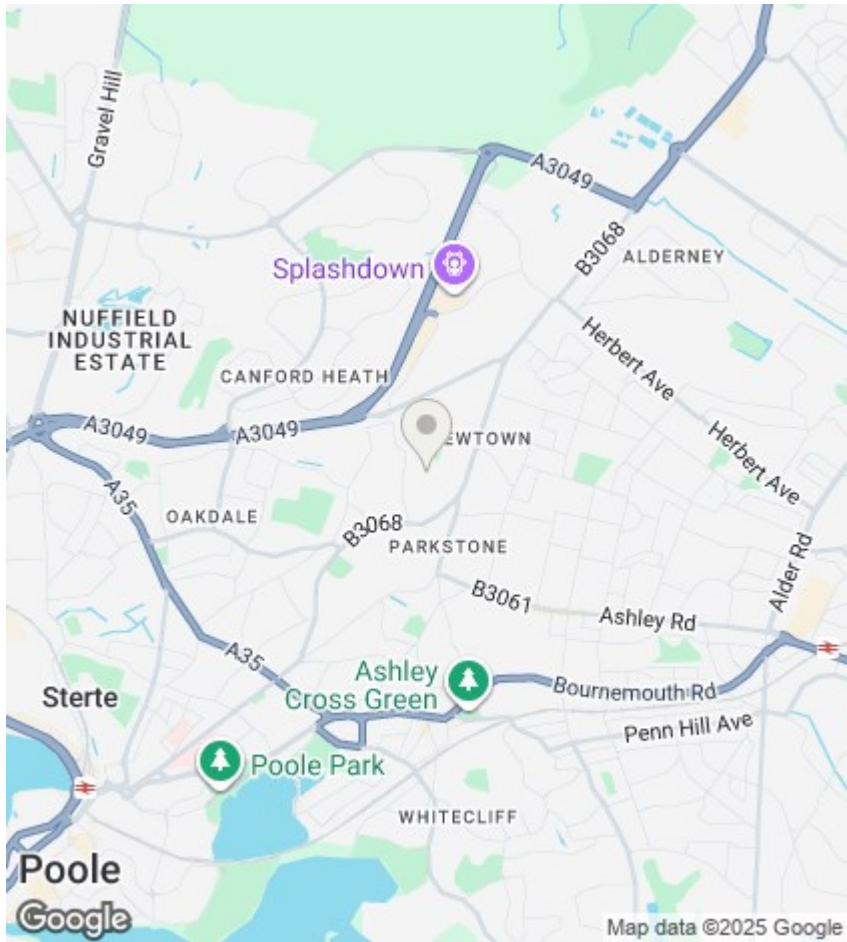 Gravel Hill
A3049
B3068
ALDERNEY
Splashdown
NUFFIELD
INDUSTRIAL
ESTATE
Herbert Ave
CANFORD HEATH
A3049
A3049
EWTOWN
Herbert Ave
A35
OAKDALE
B3068
PARKSTONE
Alder Rd
B3061
Ashley Rd
A35
Ashley
Cross Green
Sterte
Bournemouth Rd
Penn Hill Ave
Poole Park
WHITECLIFF
Poole
Google
Map data ©2025 Google